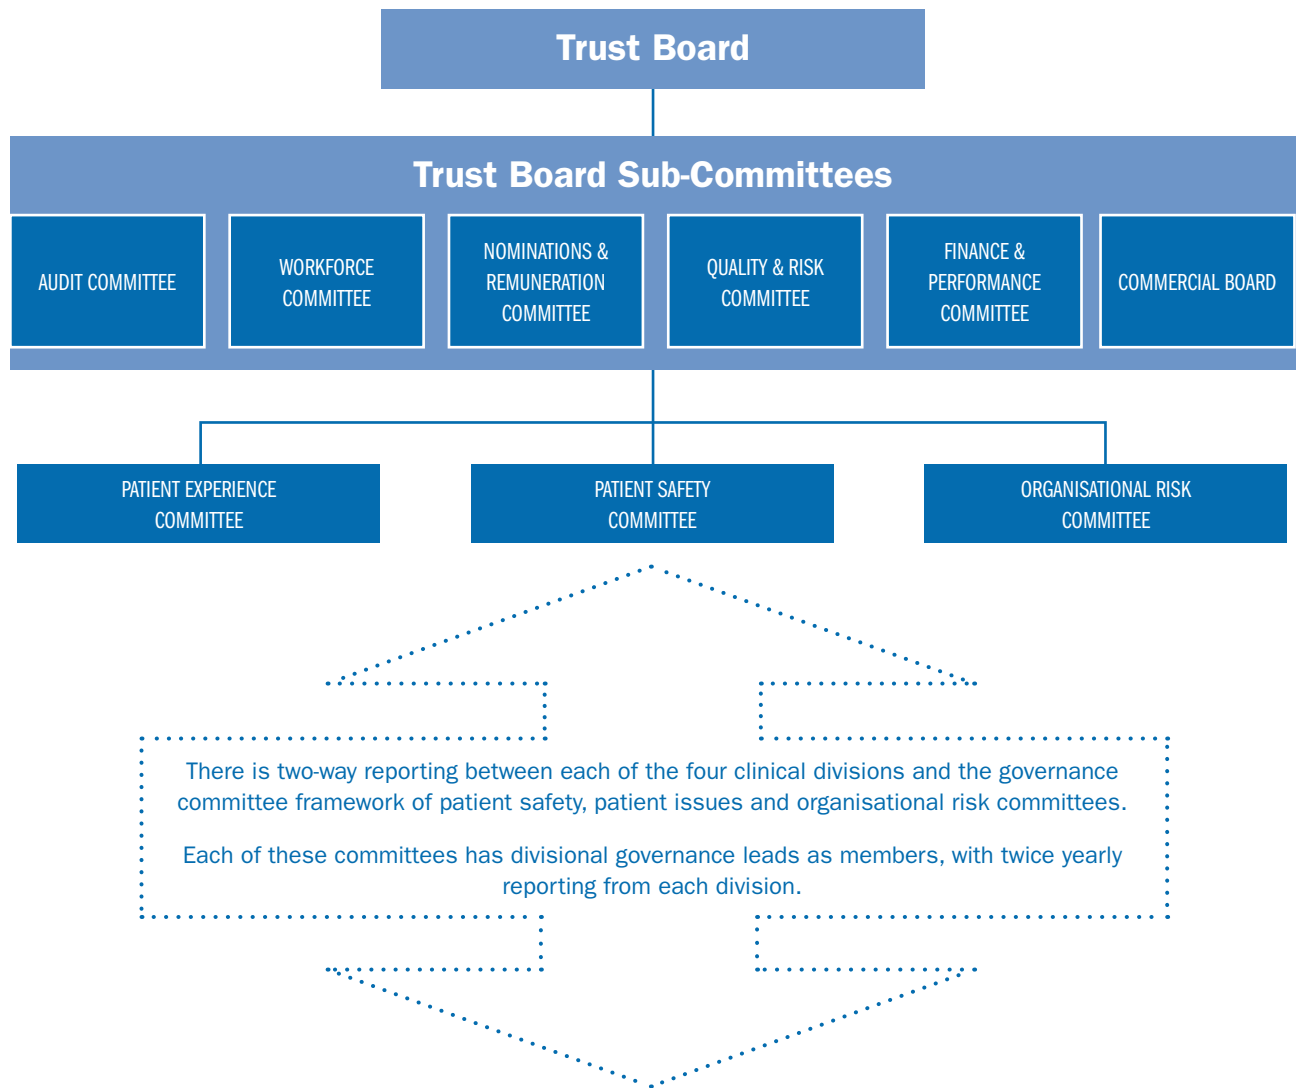 Trust Board
Trust Board Sub-Committees
AUDIT COMMITTEE
WORKFORCE
COMMITTEE
NOMINATIONS &
REMUNERATION
COMMITTEE
QUALITY & RISK
COMMITTEE
FINANCE &
PERFORMANCE
COMMITTEE
COMMERCIAL BOARD
PATIENT EXPERIENCE
COMMITTEE
PATIENT SAFETY
COMMITTEE
ORGANISATIONAL RISK
COMMITTEE
There is two-way reporting between each of the four clinical divisions and the governance
committee framework of patient safety, patient issues and organisational risk committees.
Each of these committees has divisional governance leads as members, with twice yearly
reporting from each division.